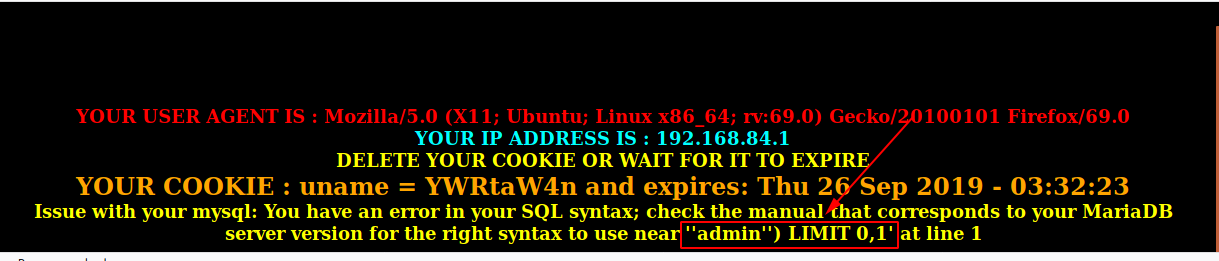 YOUR USER AGENT IS : Mozilla/5.0 (X11; Ubuntu; Linux x86_64; rv:69.0) Gecko/20100101 Firefox/69.0
YOUR IP ADDRESS IS : 192.168.84.1
DELETE YOUR COOKIE OR WAIT FOR IT TO EXPIRE
YOUR COOKIE : uname = YWRtaW4n and expires: Thu 26 Sep 2019 - 03:32:23
Issue with your mysql: You have an error in your SQL syntax; check the manual that corresponds to your MariaDB
server version for the right syntax to use near ''admin'') LIMIT 0,1' at line 1